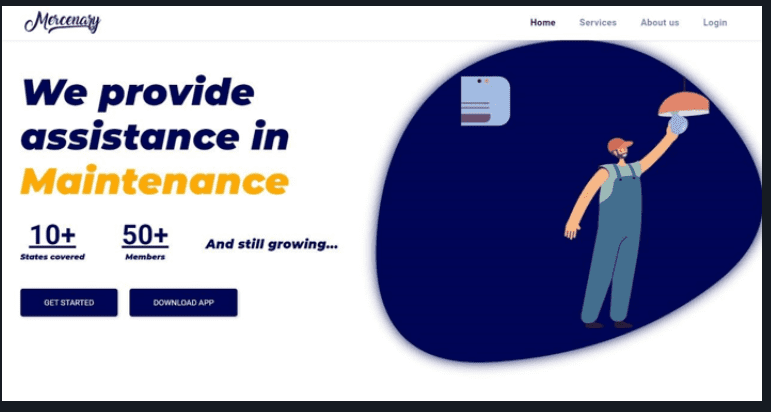 Mercenary
Home Services About us Login
We provide
assistance in
Maintenance
10+ 50+
And still growing...
States covered Members
GET STARTED DOWNLOAD APP